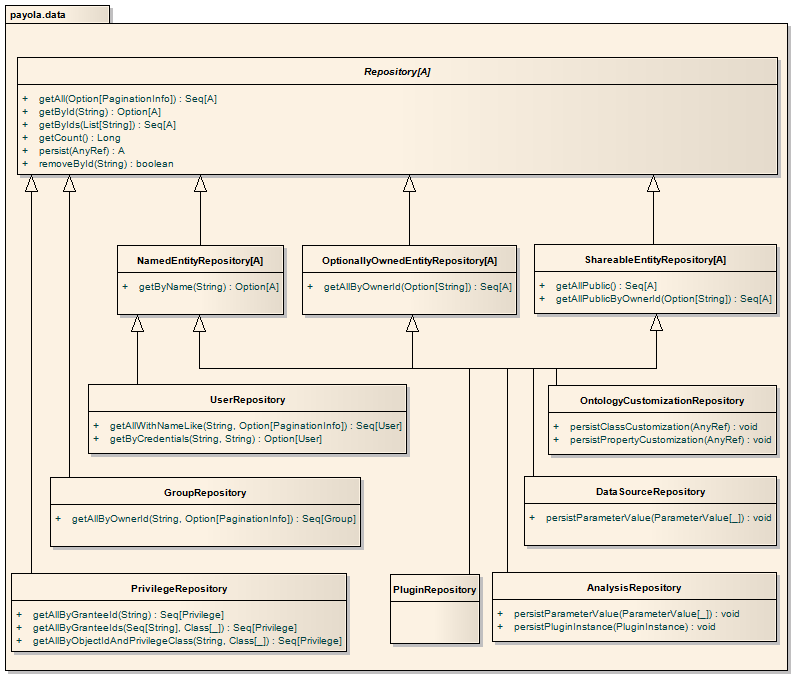 payola.data
Repository[A]
+ getAll(Option[PaginationInfo]) : Seq[A]
+ getById(String) : Option[A]
+ getByIds(List[String]) : Seq[A]
+ getCount() : Long
+ persist(AnyRef) : A
+ removeById(String) : boolean
NamedEntityRepository[A]
+ getByName(String) : Option[A]
OptionallyOwnedEntityRepository[A]
+ getAllByOwnerId(Option[String]) : Seq[A]
ShareableEntityRepository[A]
+ getAllPublic() : Seq[A]
+ getAllPublicByOwnerId(Option[String]) : Seq[A]
UserRepository
+ getAllWithNameLike(String, Option[PaginationInfo]) : Seq[User]
+ getByCredentials(String, String) : Option[User]
OntologyCustomizationRepository
+ persistClassCustomization(AnyRef) : void
+ persistPropertyCustomization(AnyRef) : void
GroupRepository
+ getAllByOwnerId(String, Option[PaginationInfo]) : Seq[Group]
DataSourceRepository
+ persistParameterValue(ParameterValue[_]) : void
PrivilegeRepository
+ getAllByGranteeId(String) : Seq[Privilege]
+ getAllByGranteeIds(Seq[String], Class[_]) : Seq[Privilege]
+ getAllByObjectIdAndPrivilegeClass(String, Class[_]) : Seq[Privilege]
PluginRepository
AnalysisRepository
+ persistParameterValue(ParameterValue[_]) : void
+ persistPluginInstance(PluginInstance) : void